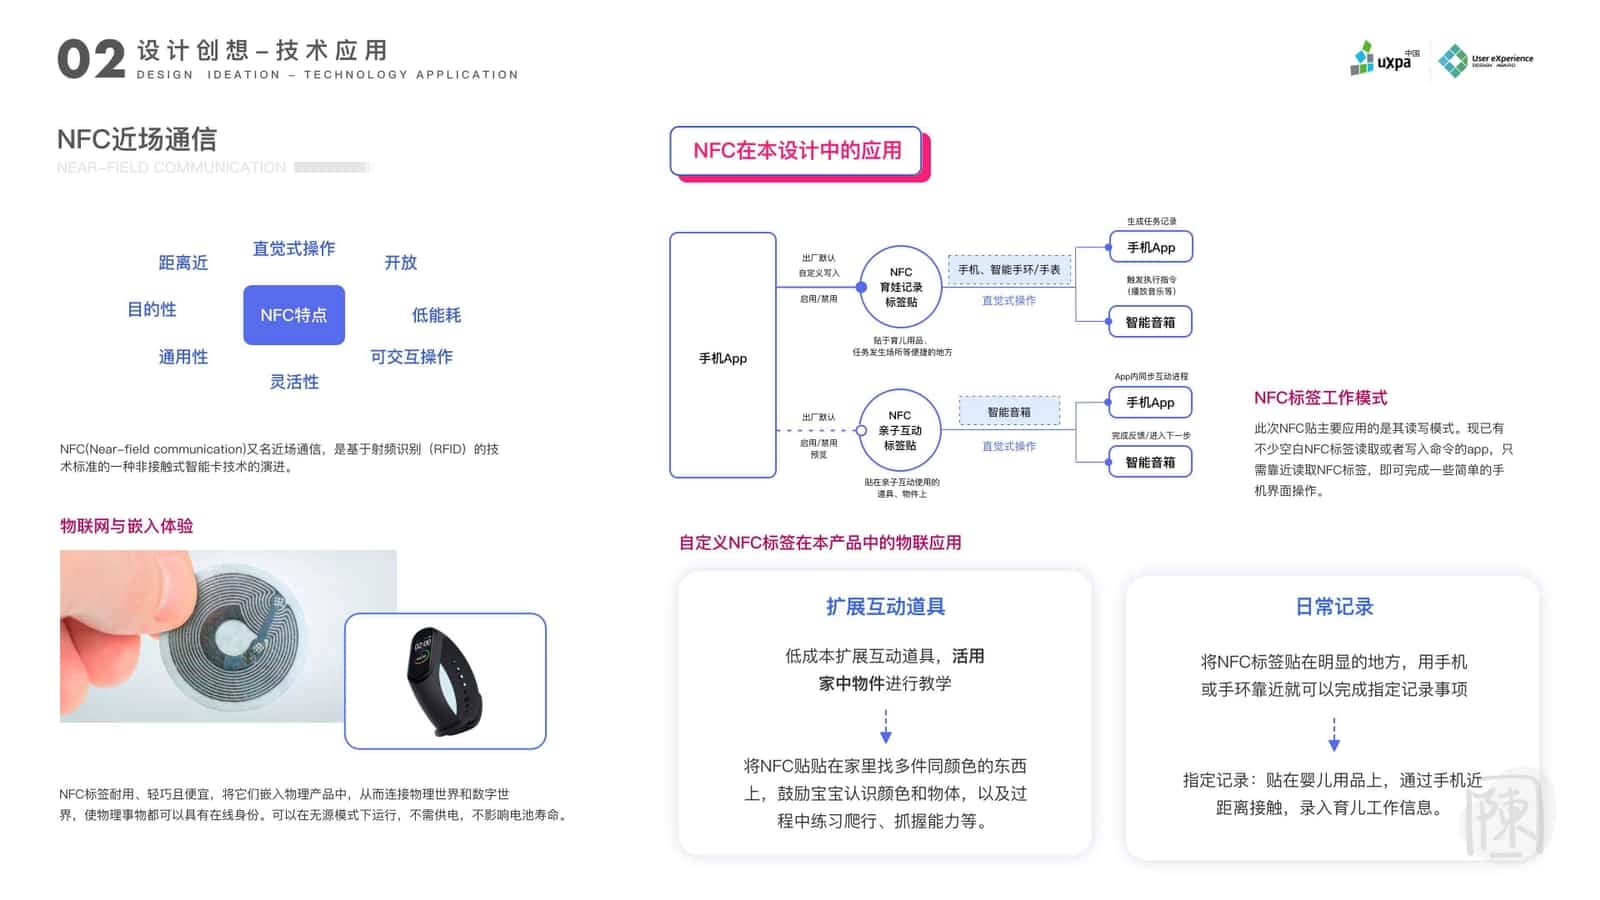 02
设计创想–技术应用
DESIGN IDEATION – TECHNOLOGY APPLICATION
uxpa 中国
User eXperience
DESIGN AWARD
NFC近场通信
NEAR-FIELD COMMUNICATION
直觉式操作
距离近
开放
目的性
NFC特点
低能耗
通用性
可交互操作
灵活性
NFC(Near-field communication)又名近场通信，是基于射频识别（RFID）的技
术标准的一种非接触式智能卡技术的演进。
物联网与嵌入体验
02:00
NFC标签耐用、轻巧且便宜，将它们嵌入物理产品中，从而连接物理世界和数字世
界，使物理事物都可以具有在线身份。可以在无源模式下运行，不需供电，不影响电池寿命。
NFC在本设计中的应用
手机App
出厂默认
自定义写入
启用/禁用
NFC
育娃记录
标签贴
贴于育儿用品、
任务发生场所等便捷的地方
手机、智能手环/手表
直觉式操作
生成任务记录
手机App
触发执行指令
（播放音乐等）
智能音箱
出厂默认
启用/禁用
预览
NFC
亲子互动
标签贴
贴在亲子互动使用的
道具、物件上
智能音箱
直觉式操作
App内同步互动进程
手机App
完成反馈/进入下一步
智能音箱
NFC标签工作模式
此次NFC贴主要应用的是其读写模式。现已有
不少空白NFC标签读取或者写入命令的app，只
需靠近读取NFC标签，即可完成一些简单的手
机界面操作。
自定义NFC标签在本产品中的物联应用
扩展互动道具
低成本扩展互动道具，活用
家中物件进行教学
将NFC贴贴在家里找多件同颜色的东西
上，鼓励宝宝认识颜色和物体，以及过
程中练习爬行、抓握能力等。
日常记录
将NFC标签贴在明显的地方，用手机
或手环靠近就可以完成指定记录事项
指定记录：贴在婴儿用品上，通过手机近
距离接触，录入育儿工作信息。
陳